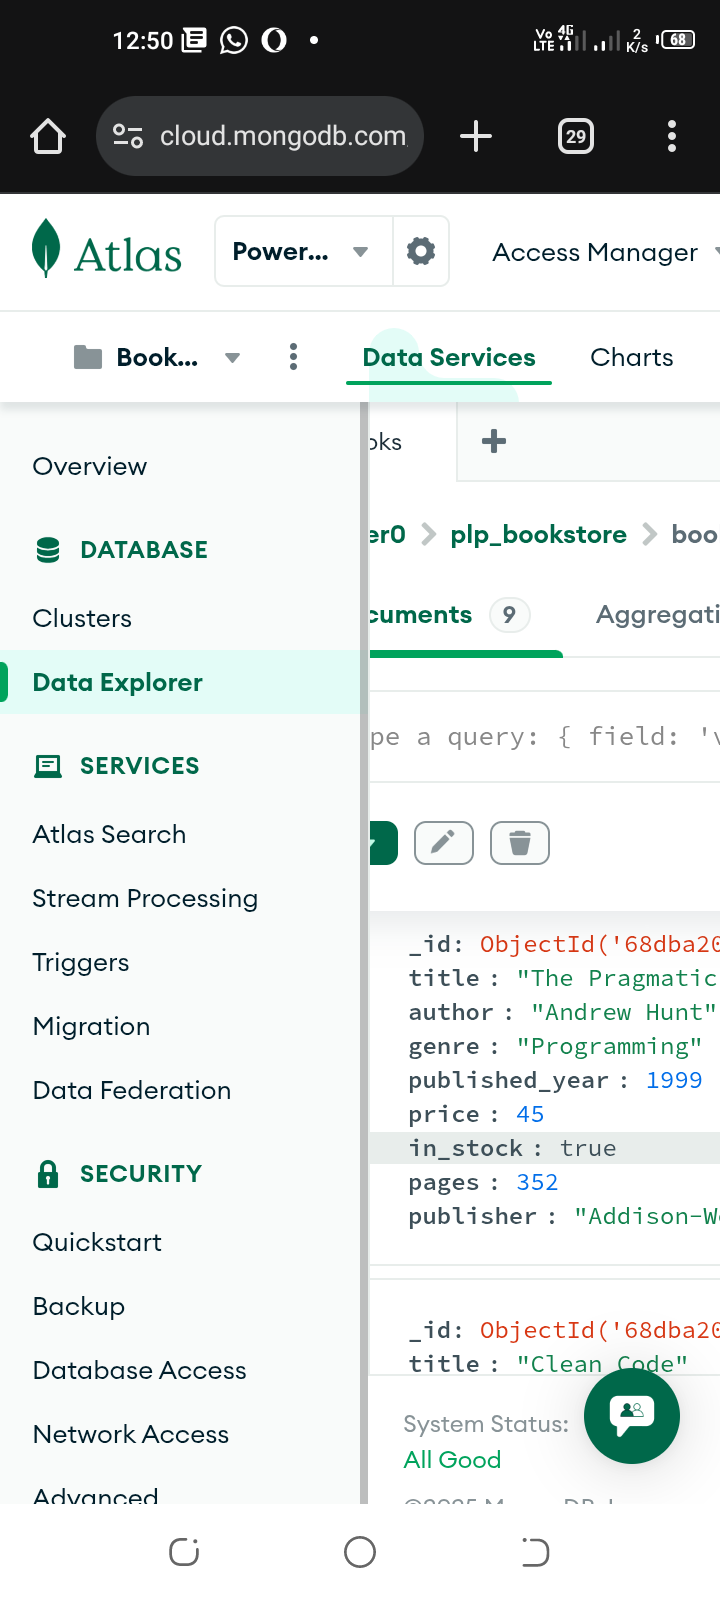 12:50
Vo LTE 4G 2 K/s 68
cloud.mongodb.com
29
Atlas
Power...
Access Manager
Book...
Data Services
Charts
Overview
DATABASE
Clusters
Data Explorer
SERVICES
Atlas Search
Stream Processing
Triggers
Migration
Data Federation
SECURITY
Quickstart
Backup
Database Access
Network Access
Advanced
oks
er0 > plp_bookstore > boo
cuments 9 Aggregati
pe a query: { field: 'v
_id: ObjectId('68dba20
title : "The Pragmatic
author : "Andrew Hunt"
genre : "Programming"
published_year : 1999
price : 45
in_stock : true
pages : 352
publisher : "Addison-We
_id: ObjectId('68dba20
title : "Clean Code"
System Status:
All Good